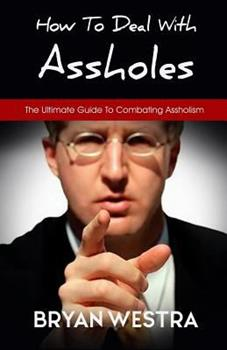 How To Deal With
Assholes
The Ultimate Guide To Combating Assholism
BRYAN WESTRA